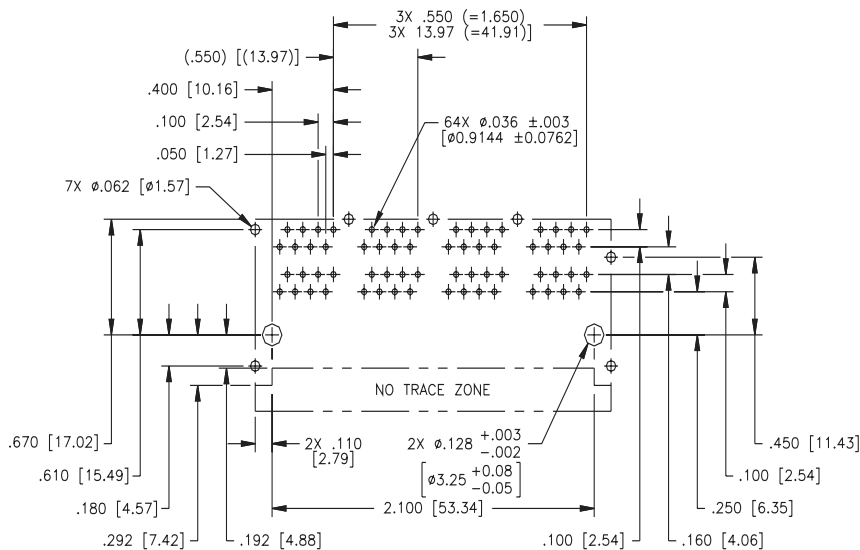 3X .550 (=1.650)
3X 13.97 (=41.91)]
(.550) [(13.97)]
.400 [10.16]
.100 [2.54]
64X ø.036 ±.003
[ø0.9144 ±0.0762]
.050 [1.27]
7X ø.062 [ø1.57]
NO TRACE ZONE
.670 [17.02]
2X .110
[2.79]
2X ø.128 +.003
-.002
.450 [11.43]
.610 [15.49]
[ø3.25 +0.08
-0.05]
.100 [2.54]
.180 [4.57]
2.100 [53.34]
.250 [6.35]
.292 [7.42]
.192 [4.88]
.100 [2.54]
.160 [4.06]